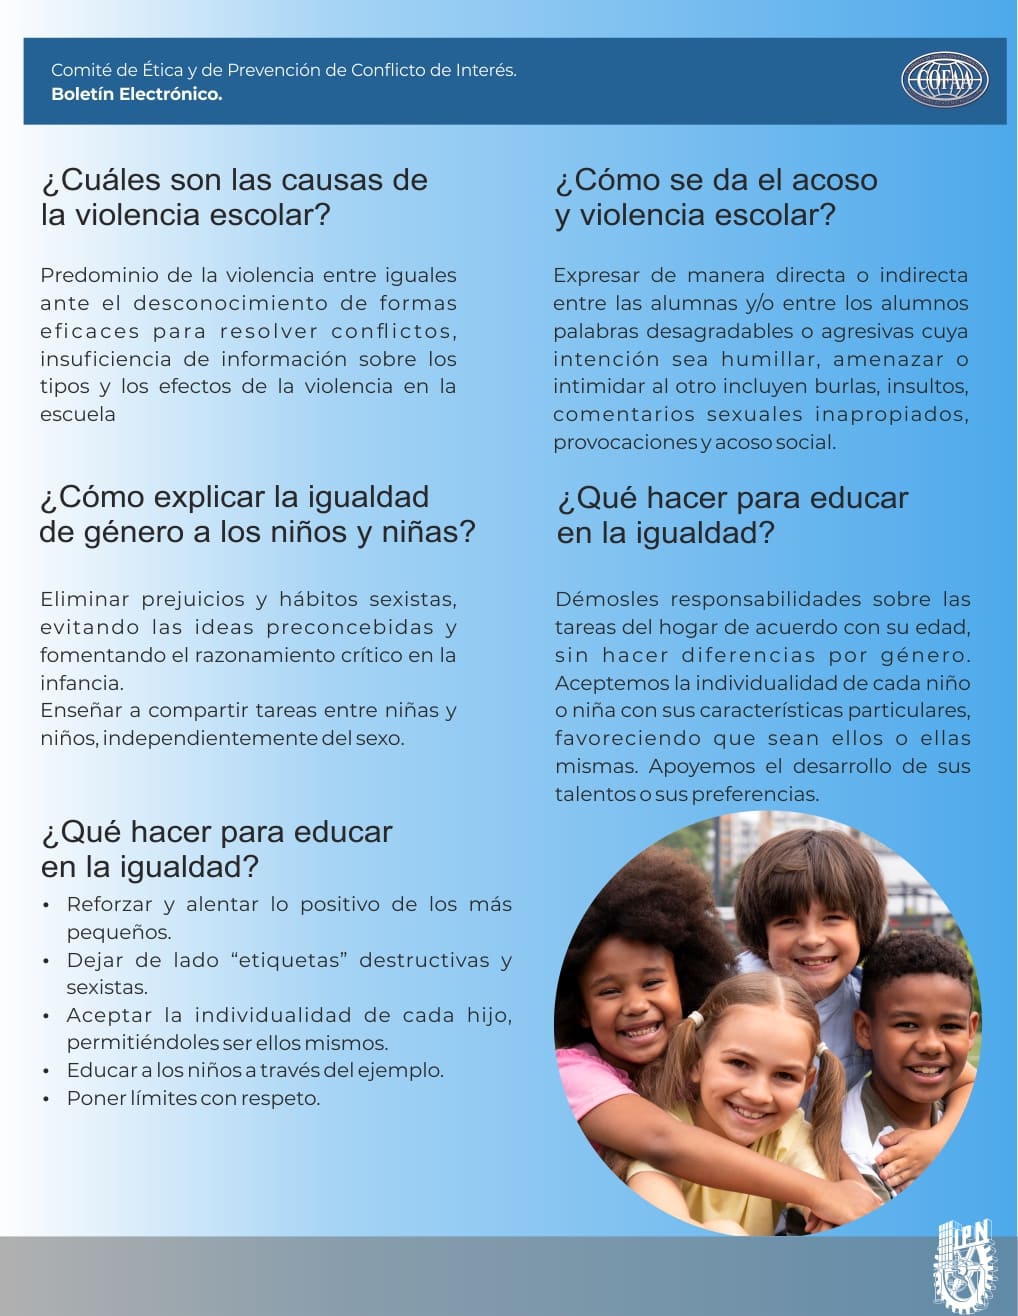 Comité de Ética y de Prevención de Conflicto de Interés.
Boletín Electrónico.
COFAA
¿Cuáles son las causas de
la violencia escolar?
Predominio de la violencia entre iguales
ante el desconocimiento de formas
eficaces para resolver conflictos,
insuficiencia de información sobre los
tipos y los efectos de la violencia en la
escuela
¿Cómo se da el acoso
y violencia escolar?
Expresar de manera directa o indirecta
entre las alumnas y/o entre los alumnos
palabras desagradables o agresivas cuya
intención sea humillar, amenazar o
intimidar al otro incluyen burlas, insultos,
comentarios sexuales inapropiados,
provocaciones y acoso social.
¿Cómo explicar la igualdad
de género a los niños y niñas?
Eliminar prejuicios y hábitos sexistas,
evitando las ideas preconcebidas y
fomentando el razonamiento crítico en la
infancia.
Enseñar a compartir tareas entre niñas y
niños, independientemente del sexo.
¿Qué hacer para educar
en la igualdad?
Démosles responsabilidades sobre las
tareas del hogar de acuerdo con su edad,
sin hacer diferencias por género.
Aceptemos la individualidad de cada niño
o niña con sus características particulares,
favoreciendo que sean ellos o ellas
mismas. Apoyemos el desarrollo de sus
talentos o sus preferencias.
¿Qué hacer para educar
en la igualdad?
• Reforzar y alentar lo positivo de los más
pequeños.
• Dejar de lado “etiquetas” destructivas y
sexistas.
• Aceptar la individualidad de cada hijo,
permitiéndoles ser ellos mismos.
• Educar a los niños a través del ejemplo.
• Poner límites con respeto.
IPN